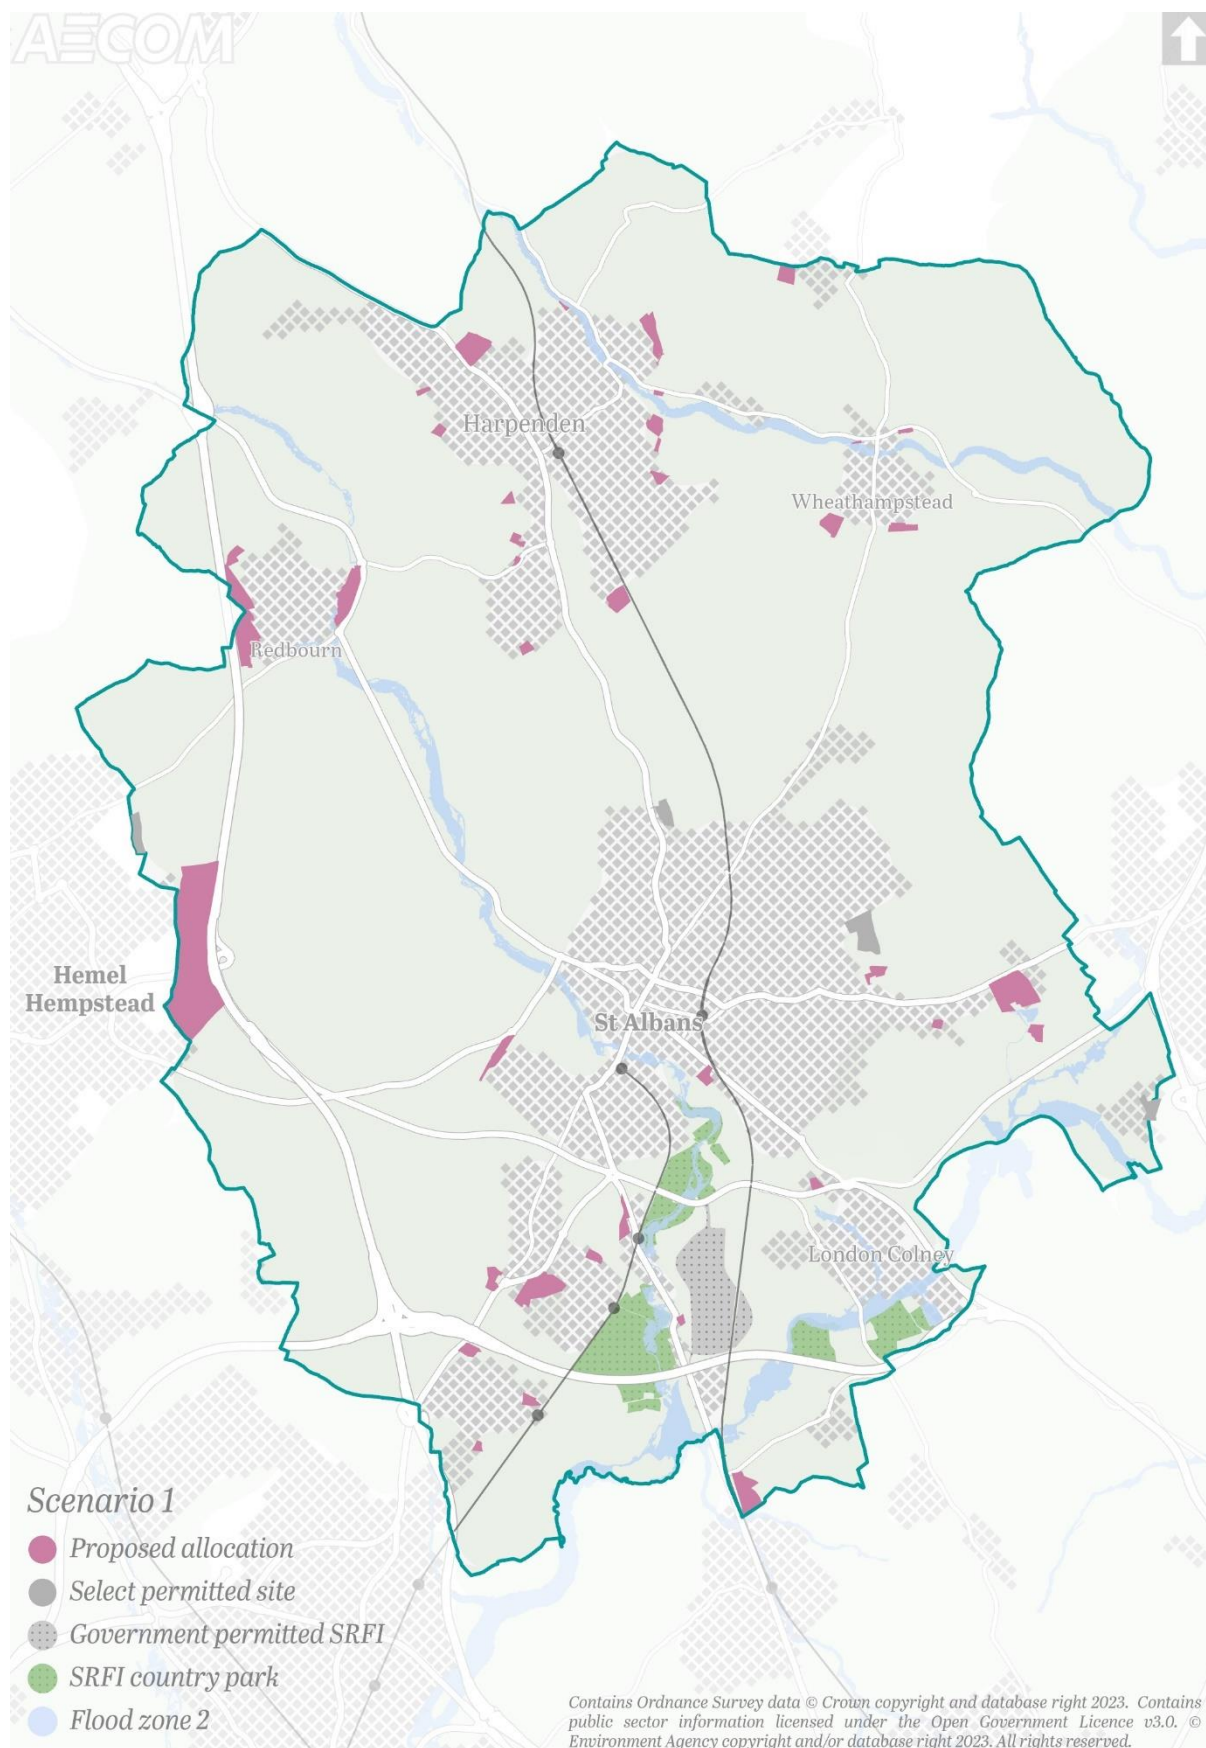 AECOM
Harpenden
Wheathampstead
Redbourn
Hemel
Hempstead
St Albans
London Colney
Scenario 1
Proposed allocation
Select permitted site
Government permitted SRFI
SRFI country park
Flood zone 2
Contains Ordnance Survey data © Crown copyright and database right 2023. Contains
public sector information licensed under the Open Government Licence v3.0. ©
Environment Agency copyright and/or database right 2023. All rights reserved.